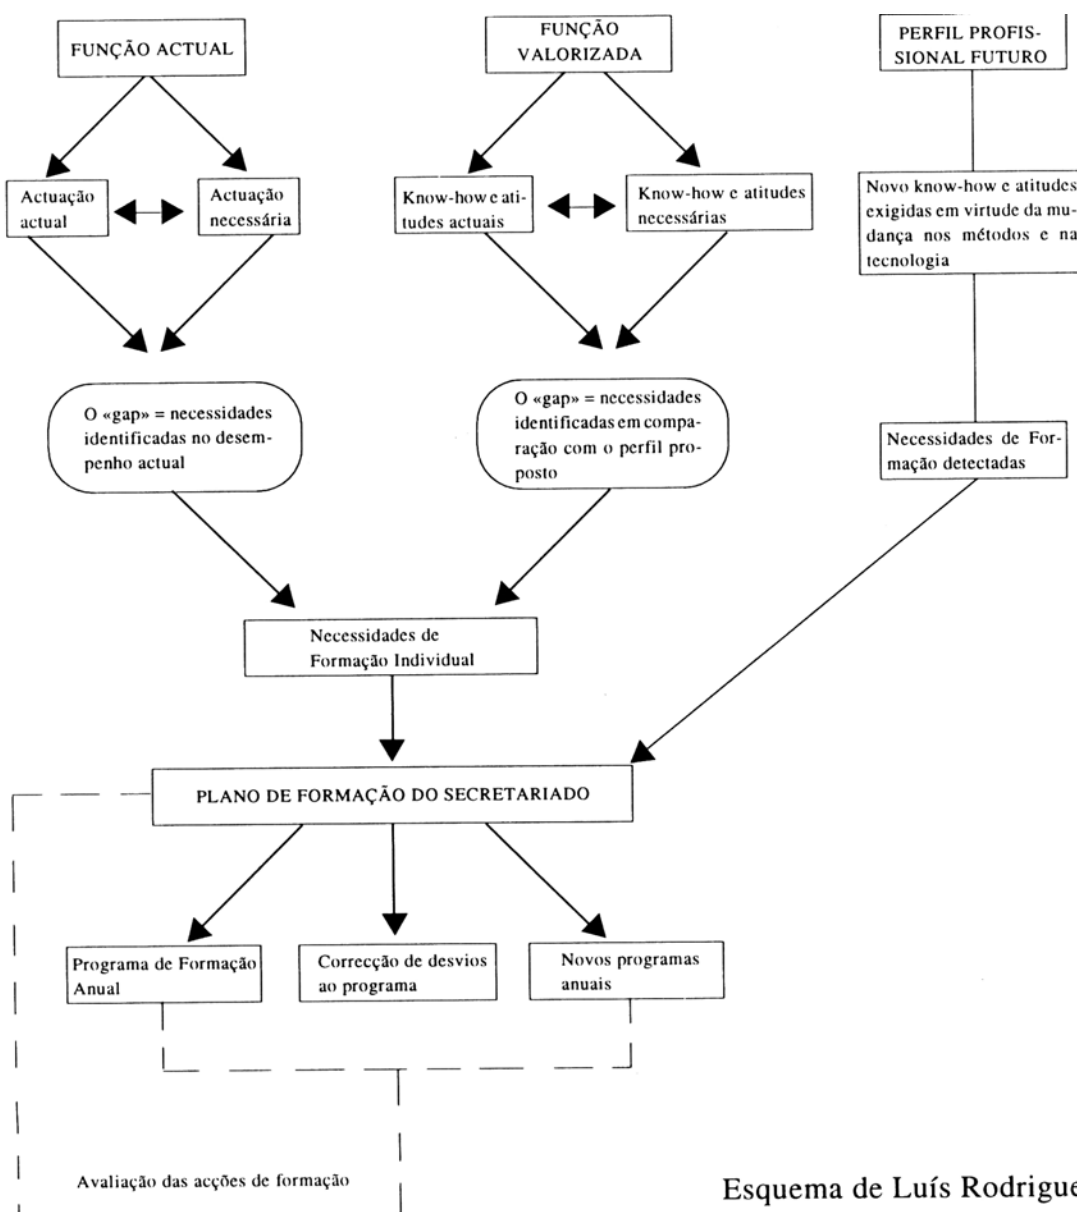 FUNÇÃO ACTUAL
FUNÇÃO
VALORIZADA
PERFIL PROFIS-
SIONAL FUTURO
Actuação
actual
Actuação
necessária
Know-how e ati-
tudes actuais
Know-how e atitudes
necessárias
Novo know-how e atitudes
exigidas em virtude da mu-
dança nos métodos e na
tecnologia
O «gap» = necessidades
identificadas no desem-
penho actual
O «gap» = necessidades
identificadas em compa-
ração com o perfil pro-
posto
Necessidades de For-
mação detectadas
Necessidades de
Formação Individual
PLANO DE FORMAÇÃO DO SECRETARIADO
Programa de Formação
Anual
Correcção de desvios
ao programa
Novos programas
anuais
Avaliação das acções de formação
Esquema de Luís Rodrigue